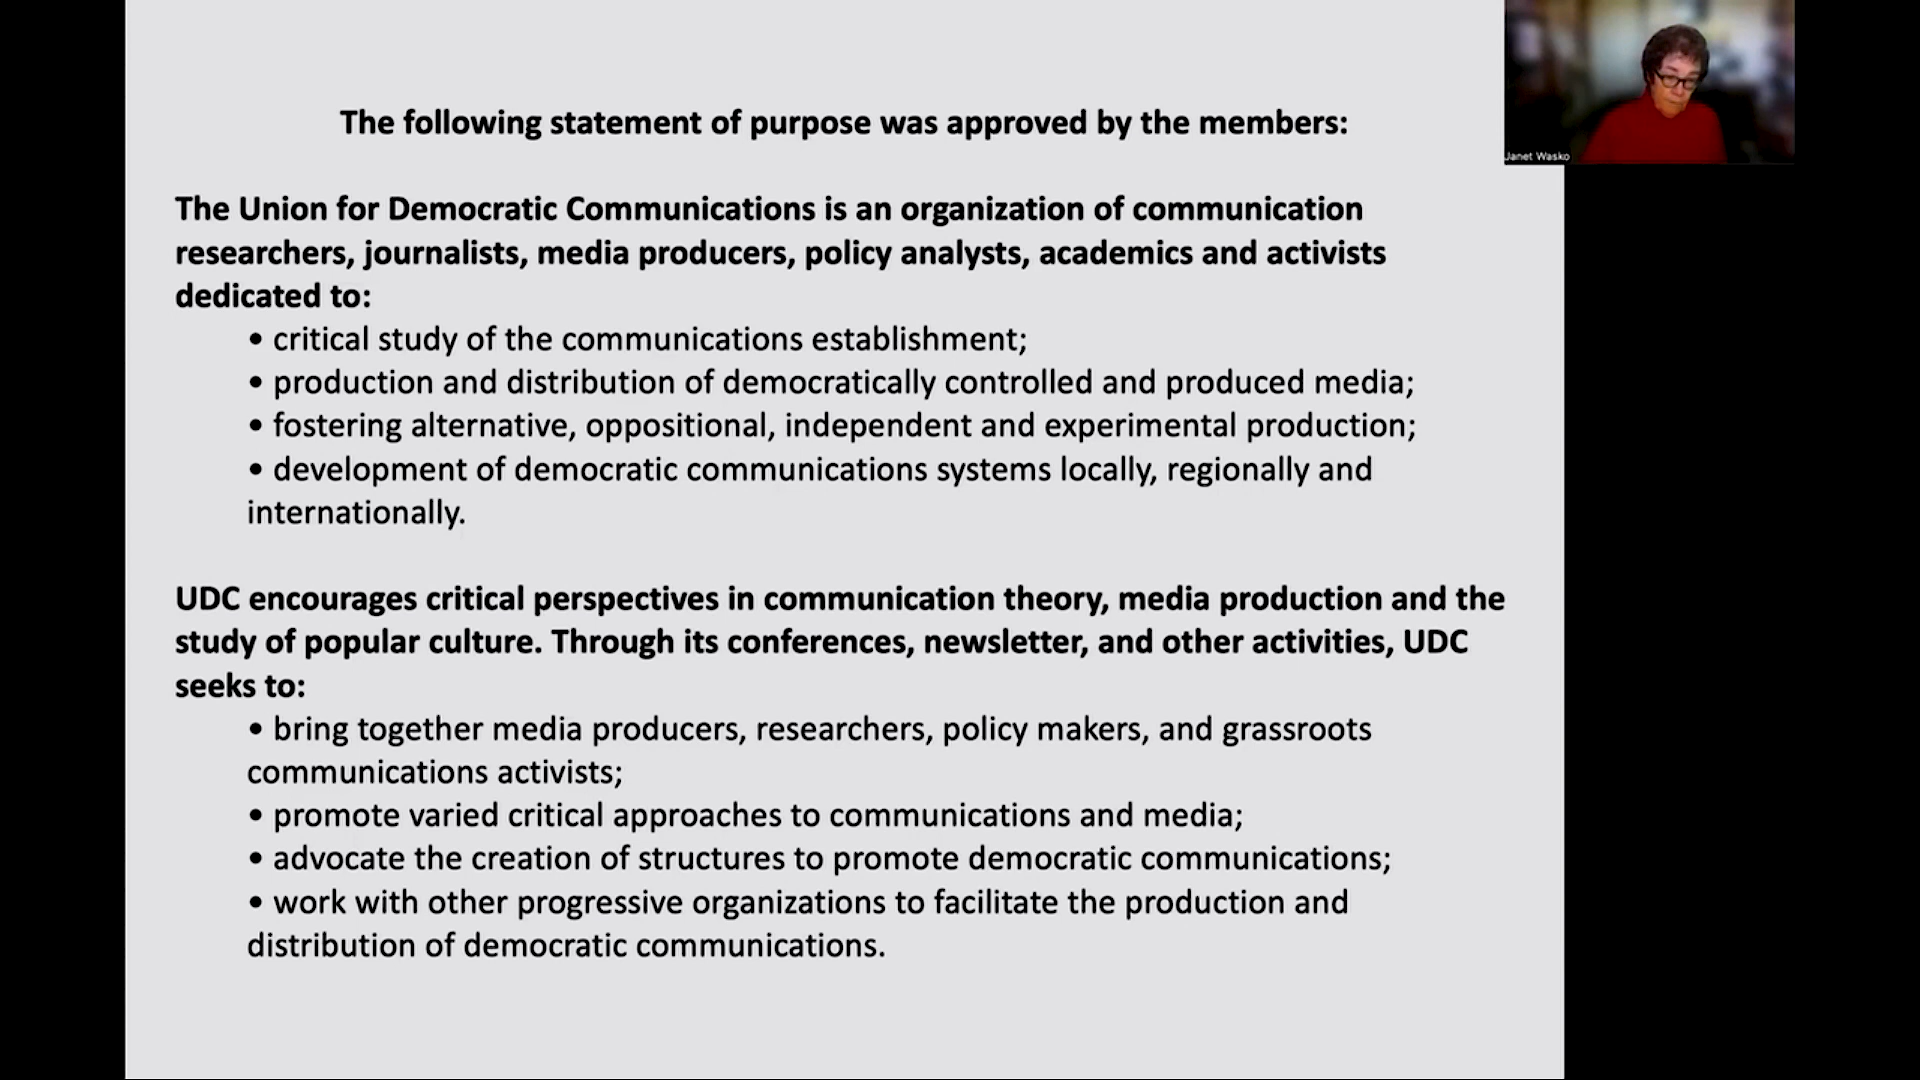 The following statement of purpose was approved by the members:
The Union for Democratic Communications is an organization of communication
researchers, journalists, media producers, policy analysts, academics and activists
dedicated to:
• critical study of the communications establishment;
• production and distribution of democratically controlled and produced media;
• fostering alternative, oppositional, independent and experimental production;
• development of democratic communications systems locally, regionally and
internationally.
UDC encourages critical perspectives in communication theory, media production and the
study of popular culture. Through its conferences, newsletter, and other activities, UDC
seeks to:
• bring together media producers, researchers, policy makers, and grassroots
communications activists;
• promote varied critical approaches to communications and media;
• advocate the creation of structures to promote democratic communications;
• work with other progressive organizations to facilitate the production and
distribution of democratic communications.
Janet Wasko